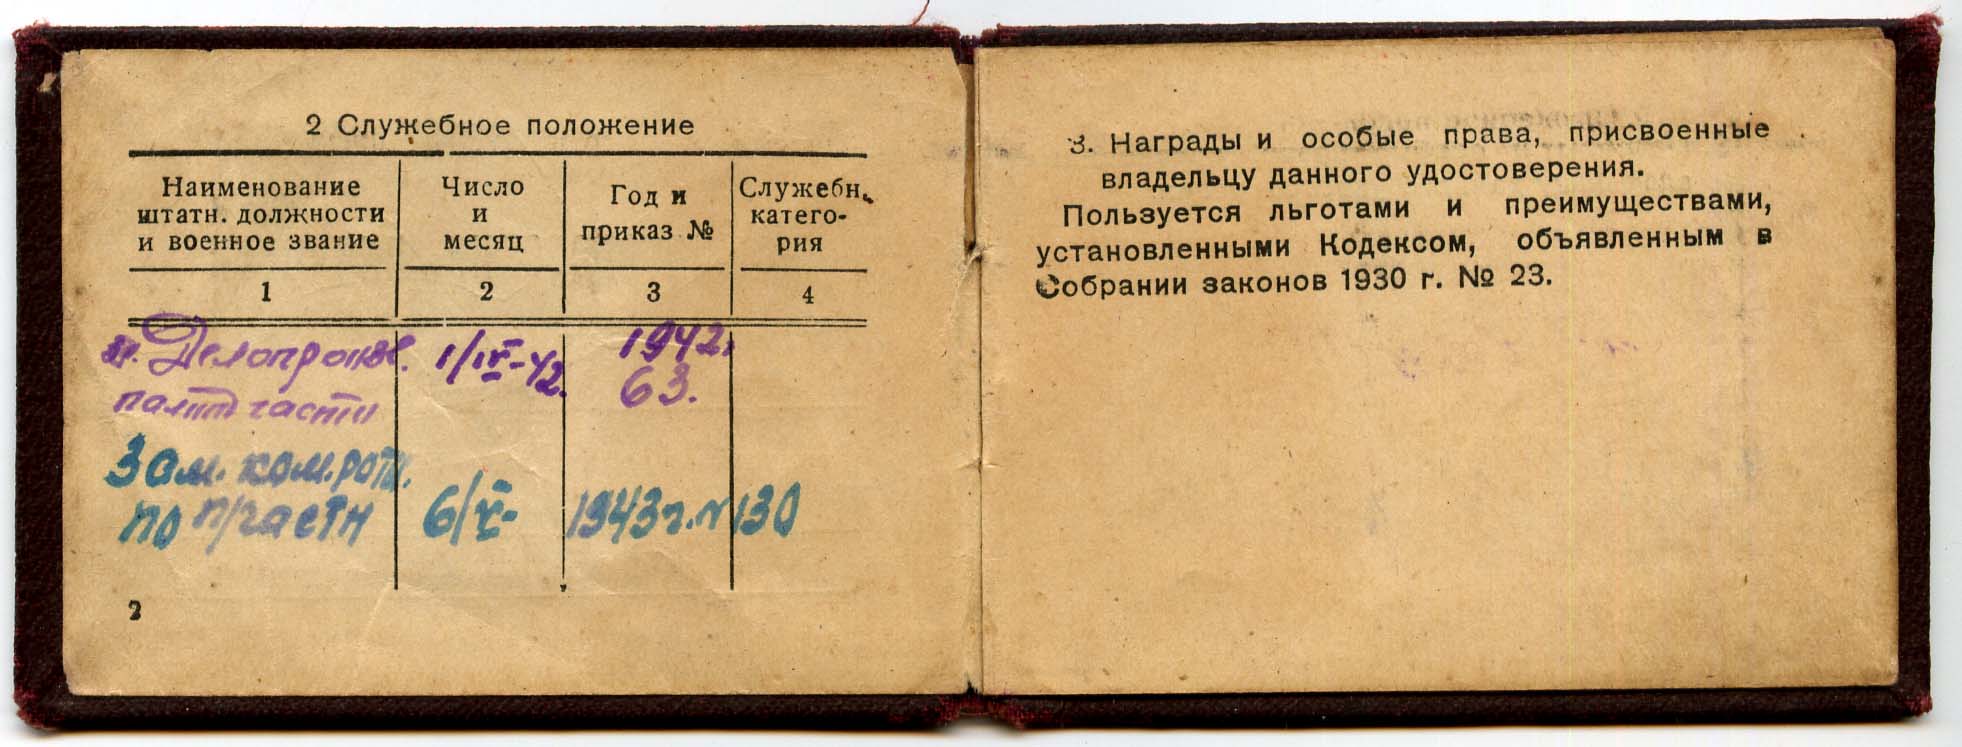 2 Служебное положение
Наименование штатн. должности и военное звание
Число и месяц
Год и приказ №
Служебн. катего-рия
1 2 3 4
Делопроизв. 1/IV-42. 1942.
полит части 63.
Зам. ком. роты.
по п/части 6/V- 1943 г. № 130
2
3. Награды и особые права, присвоенные
владельцу данного удостоверения.
Пользуется льготами и преимуществами,
установленными Кодексом, объявленным в
Собрании законов 1930 г. № 23.